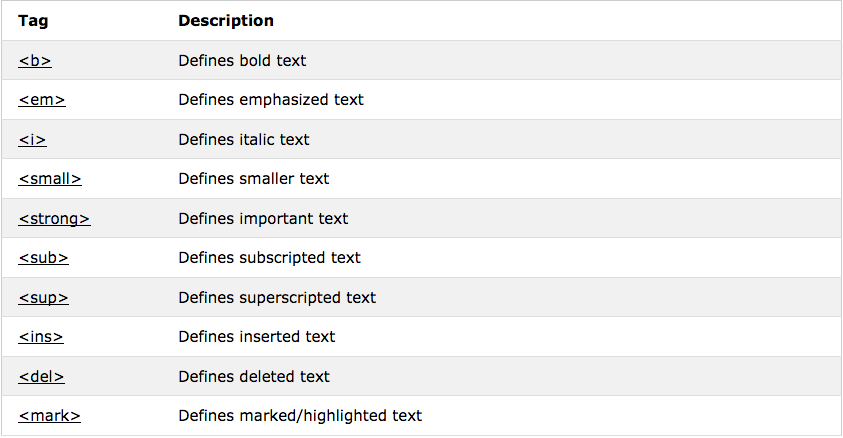 Tag Description
<b> Defines bold text
<em> Defines emphasized text
<i> Defines italic text
<small> Defines smaller text
<strong> Defines important text
<sub> Defines subscripted text
<sup> Defines superscripted text
<ins> Defines inserted text
<del> Defines deleted text
<mark> Defines marked/highlighted text